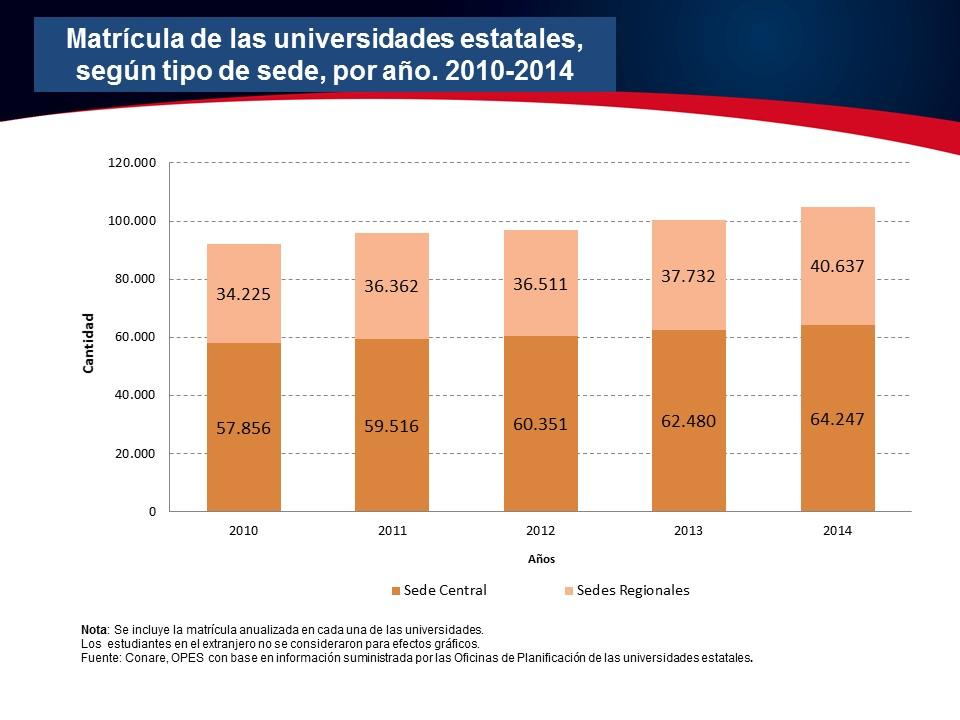 Matrícula de las universidades estatales,
según tipo de sede, por año. 2010-2014
120.000
100.000
80.000
60.000
40.000
20.000
0
Cantidad
34.225
36.362
36.511
37.732
40.637
57.856
59.516
60.351
62.480
64.247
2010
2011
2012
2013
2014
Años
Sede Central
Sedes Regionales
Nota: Se incluye la matrícula anualizada en cada una de las universidades.
Los estudiantes en el extranjero no se consideraron para efectos gráficos.
Fuente: Conare, OPES con base en información suministrada por las Oficinas de Planificación de las universidades estatales.